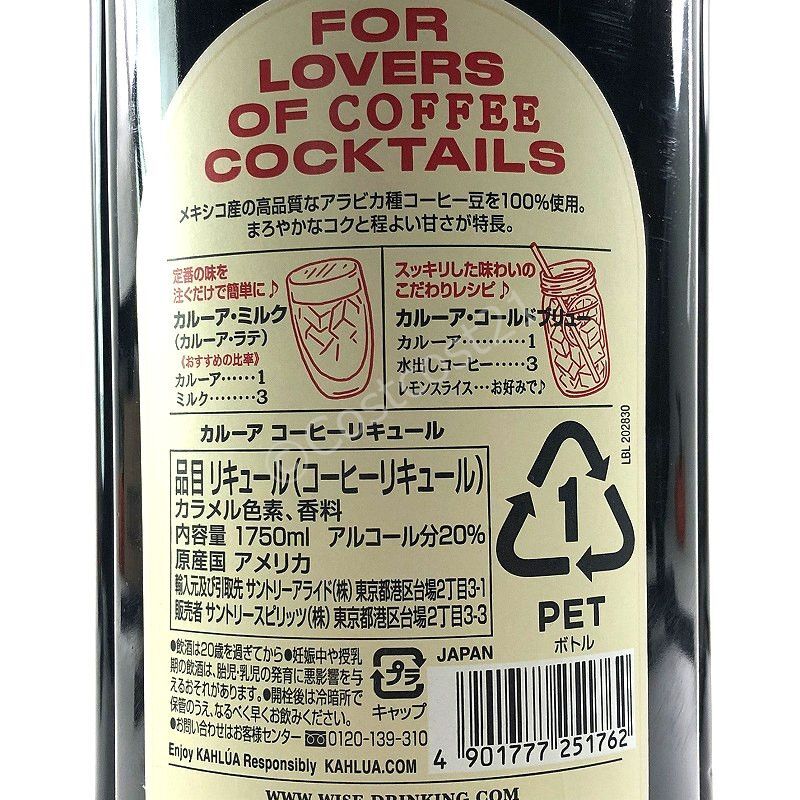 FOR
LOVERS
OF COFFEE
COCKTAILS
メキシコ産の高品質なアラビカ種コーヒー豆を100%使用。
まろやかなコクと程よい甘さが特長。
定番の味を
注ぐだけで簡単に♪
カルーア・ミルク
(カルーア・ラテ)
《おすすめの比率》
カルーア……1
ミルク………3
スッキリした味わいの
こだわりレシピ♪
カルーア・コールドブリュー
カルーア………1
水出しコーヒー……3
レモンスライス…お好みで♪
カルーア コーヒーリキュール
品目 リキュール(コーヒーリキュール)
カラメル色素、香料
内容量 1750ml アルコール分20%
原産国 アメリカ
輸入元及び引取先 サントリーアライド(株) 東京都港区台場2丁目3-1
販売者 サントリースピリッツ(株) 東京都港区台場2丁目3-3
LBL 202830
1
PET
ボトル
●飲酒は20歳を過ぎてから ●妊娠中や授乳
期の飲酒は、胎児・乳児の発育に悪影響を与
えるおそれがあります。●開栓後は冷暗所で
保管のうえ、なるべく早くお飲みください。
●お問い合わせはお客様センター 0120-139-310
プラ
キャップ
JAPAN
4 901777 251762
Enjoy KAHLÚA Responsibly KAHLUA.COM
WWW.WISE-DRINKING.COM